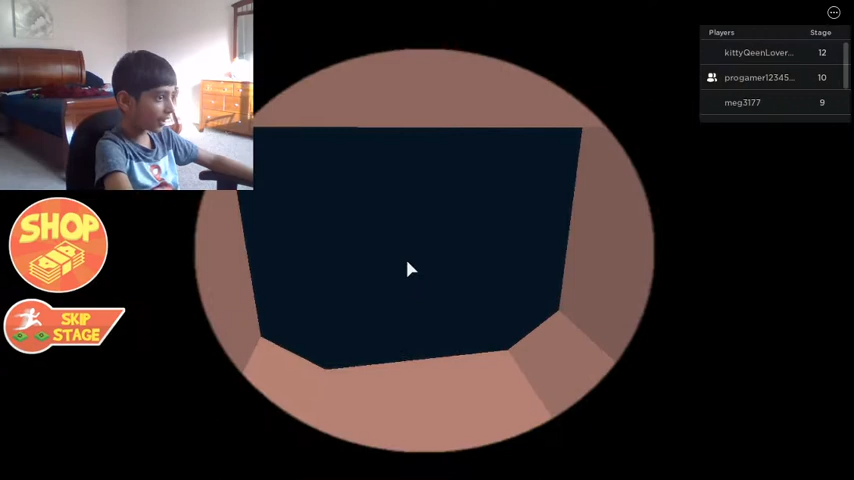 Players Stage
kittyQeenLover... 12
progamer12345... 10
meg3177 9
SHOP
SKIP
STAGE